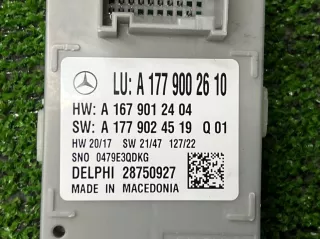 LU: A 177 900 26 10
HW: A 167 901 24 04
SW: A 177 902 45 19 Q 01
HW 20/17 SW 21/47 127/22
SNO 0479E3QDKG
DELPHI 28750927
MADE IN MACEDONIA